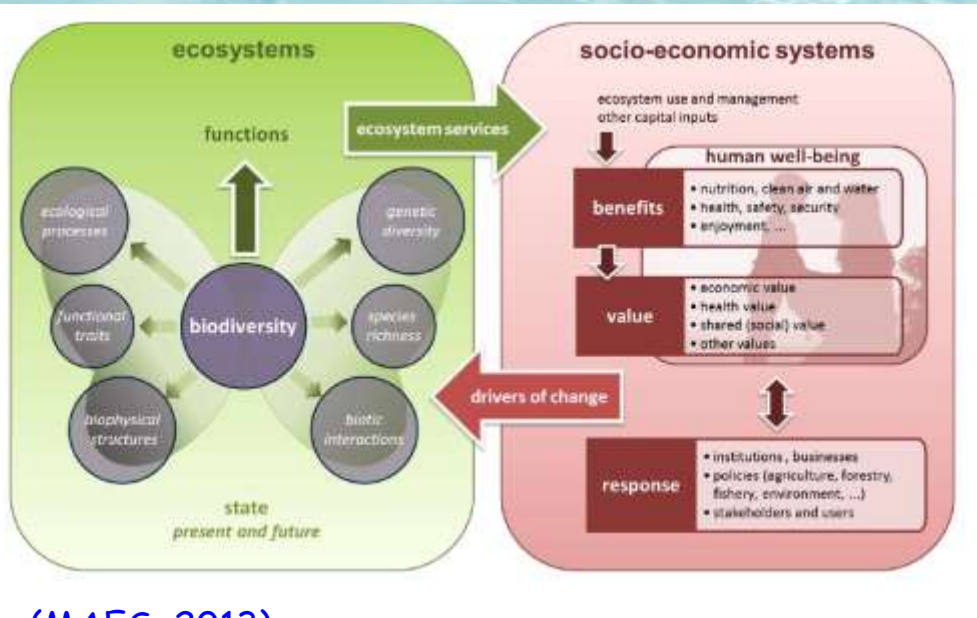 ecosystems
functions
ecosystem services
ecological
processes
genetic
diversity
functional
traits
biodiversity
species
richness
biophysical
structures
biotic
interactions
state
present and future
socio-economic systems
ecosystem use and management
other capital inputs
human well-being
benefits
• nutrition, clean air and water
• health, safety, security
• enjoyment, ...
value
• economic value
• health value
• shared (social) value
• other values
drivers of change
response
• institutions, businesses
• policies (agriculture, forestry,
fishery, environment, ...)
• stakeholders and users